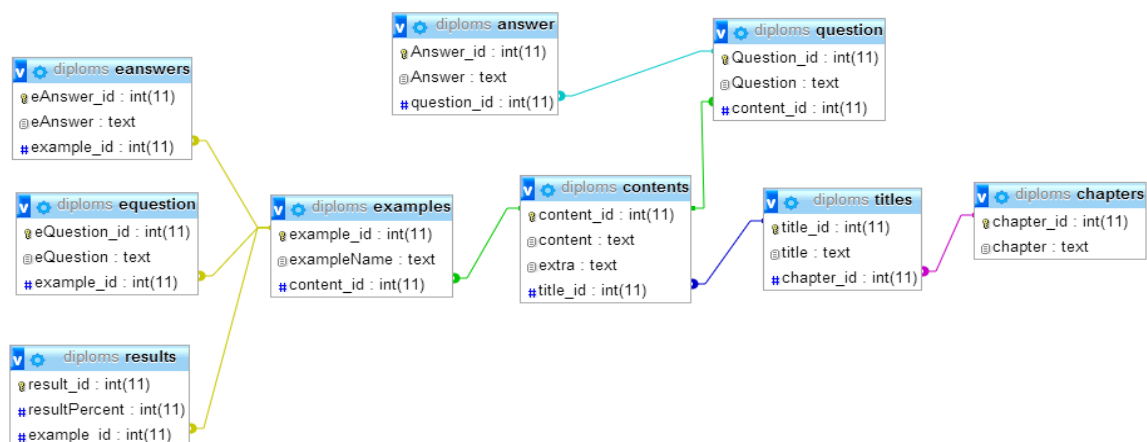 diploms answer
Answer_id : int(11)
Answer : text
#question_id : int(11)
diploms question
Question_id : int(11)
Question : text
#content_id : int(11)
v diploms eanswers
eAnswer_id : int(11)
eAnswer : text
#example_id : int(11)
v diploms equestion
eQuestion_id : int(11)
eQuestion : text
#example_id : int(11)
v diploms examples
example_id : int(11)
exampleName : text
#content_id : int(11)
v diploms contents
content_id : int(11)
content : text
extra : text
#title_id : int(11)
v diploms titles
title_id : int(11)
title : text
#chapter_id : int(11)
v diploms chapters
chapter_id : int(11)
chapter : text
v diploms results
result_id : int(11)
#resultPercent : int(11)
#example_id : int(11)